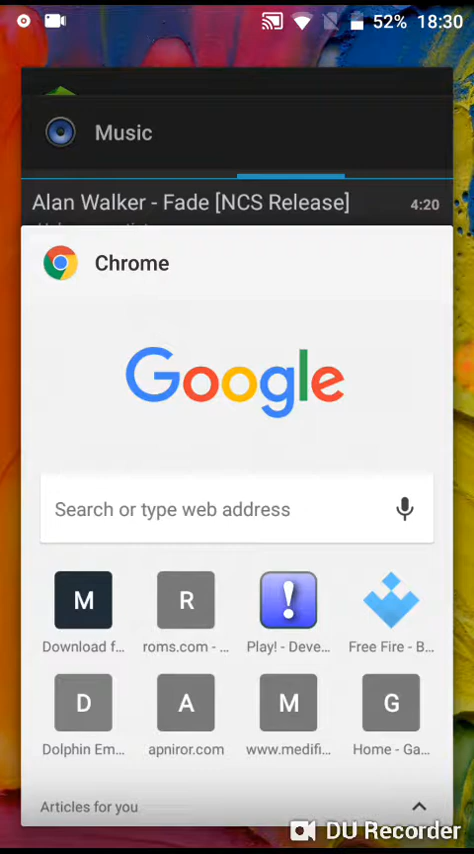 52% 18:30
Music
Alan Walker - Fade [NCS Release] 4:20
Chrome
Google
Search or type web address
M R
Download f... roms.com - ... Play! - Deve... Free Fire - B...
D A M G
Dolphin Em... apniror.com www.medifi... Home - Ga...
Articles for you
DU Recorder